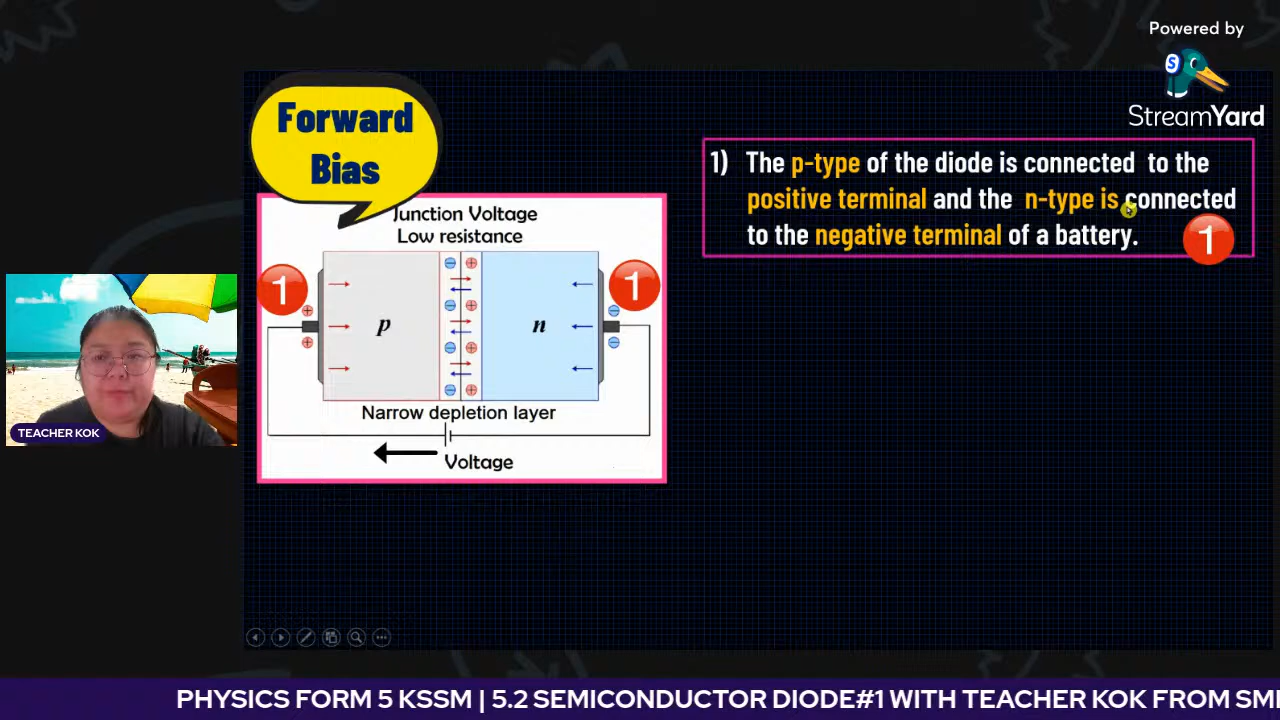 Powered by
StreamYard
Forward
Bias
1) The p-type of the diode is connected to the
positive terminal and the n-type is connected
to the negative terminal of a battery.
1
Junction Voltage
Low resistance
1
1
p
n
Narrow depletion layer
Voltage
TEACHER KOK
PHYSICS FORM 5 KSSM | 5.2 SEMICONDUCTOR DIODE#1 WITH TEACHER KOK FROM SM